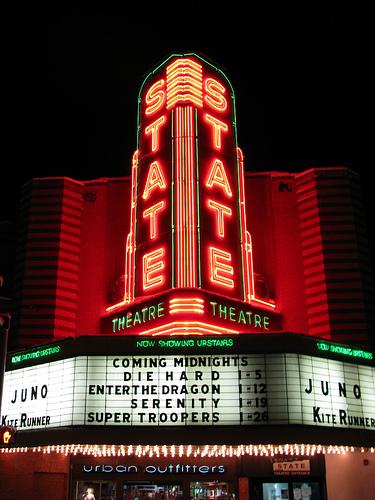 STATE
STATE
THEATRE
THEATRE
NOW SHOWING UPSTAIRS
NOW SHOWING UPSTAIRS
NOW SHOWING UPSTAIRS
JUNO
KITE RUNNER
COMING MIDNIGHTS
DIE HARD 1-5
ENTER THE DRAGON 1-12
SERENITY 1-19
SUPER TROOPERS 1-26
JUNO
KITE RUNNER
urban outfitters
STATE